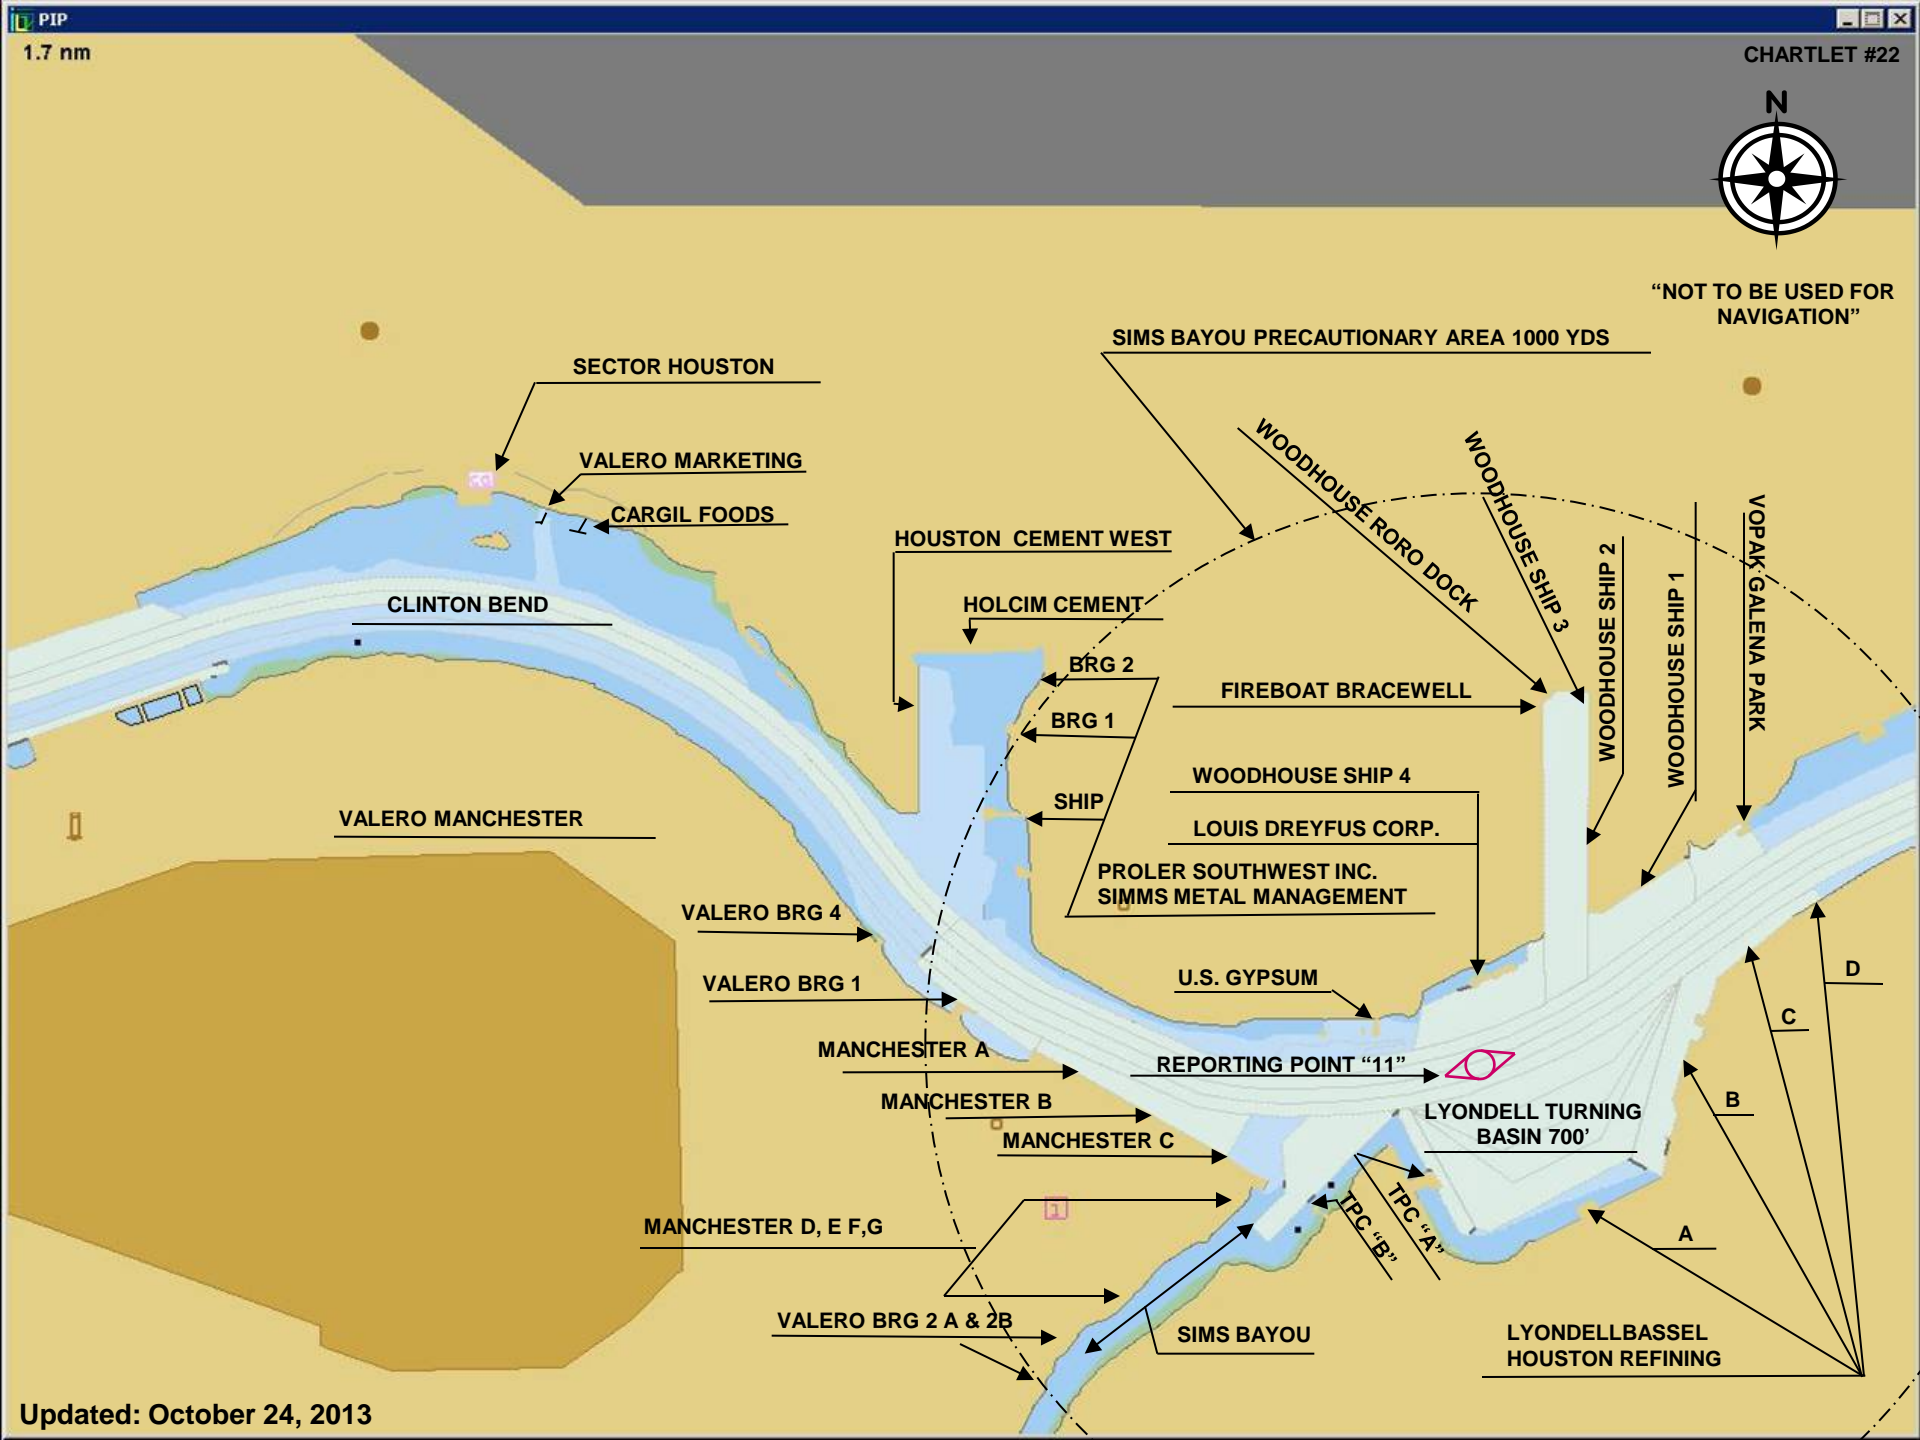 PIP
1.7 nm
CHARTLET #22
N
“NOT TO BE USED FOR
NAVIGATION”
SIMS BAYOU PRECAUTIONARY AREA 1000 YDS
SECTOR HOUSTON
VALERO MARKETING
CARGIL FOODS
CG
HOUSTON CEMENT WEST
HOLCIM CEMENT
CLINTON BEND
WOODHOUSE RORO DOCK
WOODHOUSE SHIP 3
WOODHOUSE SHIP 2
WOODHOUSE SHIP 1
VOPAK GALENA PARK
BRG 2
BRG 1
SHIP
FIREBOAT BRACEWELL
WOODHOUSE SHIP 4
LOUIS DREYFUS CORP.
PROLER SOUTHWEST INC.
SIMMS METAL MANAGEMENT
VALERO MANCHESTER
VALERO BRG 4
VALERO BRG 1
U.S. GYPSUM
MANCHESTER A
REPORTING POINT “11”
MANCHESTER B
MANCHESTER C
LYONDELL TURNING
BASIN 700’
D
C
B
A
1
MANCHESTER D, E F,G
TPC “B”
TPC “A”
VALERO BRG 2 A & 2B
SIMS BAYOU
LYONDELLBASSEL
HOUSTON REFINING
Updated: October 24, 2013